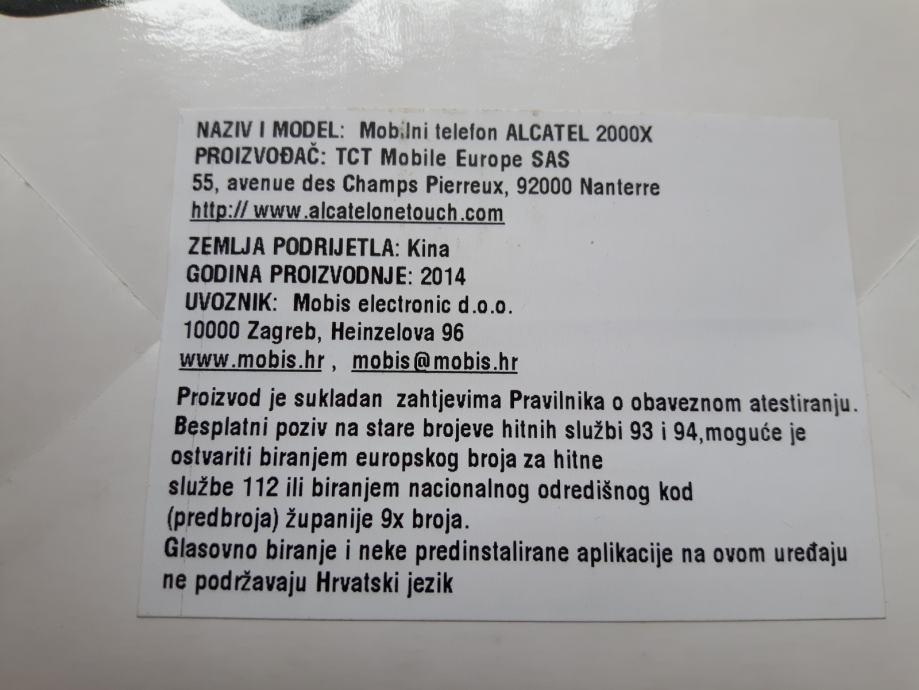 NAZIV I MODEL: Mobilni telefon ALCATEL 2000X
PROIZVOĐAČ: TCT Mobile Europe SAS
55, avenue des Champs Pierreux, 92000 Nanterre
http:// www.alcatelonetouch.com
ZEMLJA PODRIJETLA: Kina
GODINA PROIZVODNJE: 2014
UVOZNIK: Mobis electronic d.o.o.
10000 Zagreb, Heinzelova 96
www.mobis.hr , mobis@mobis.hr
Proizvod je sukladan zahtjevima Pravilnika o obaveznom atestiranju.
Besplatni poziv na stare brojeve hitnih službi 93 i 94,moguće je
ostvariti biranjem europskog broja za hitne
službe 112 ili biranjem nacionalnog odredišnog kod
(predbroja) županije 9x broja.
Glasovno biranje i neke predinstalirane aplikacije na ovom uređaju
ne podržavaju Hrvatski jezik